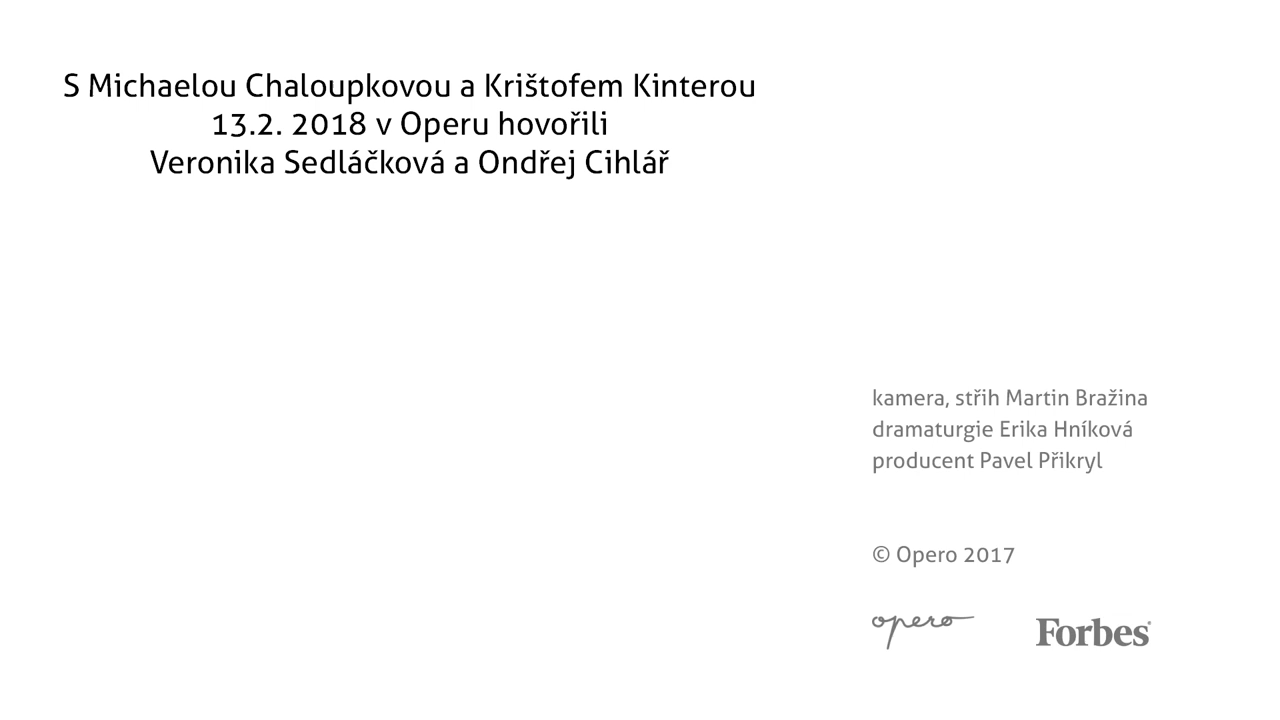 S Michaelou Chaloupkovou a Krištofem Kinterou
13.2. 2018 v Operu hovořili
Veronika Sedláčková a Ondřej Cihlář
kamera, střih Martin Bražina
dramaturgie Erika Hníková
producent Pavel Přikryl
© Opero 2017
opero
Forbes